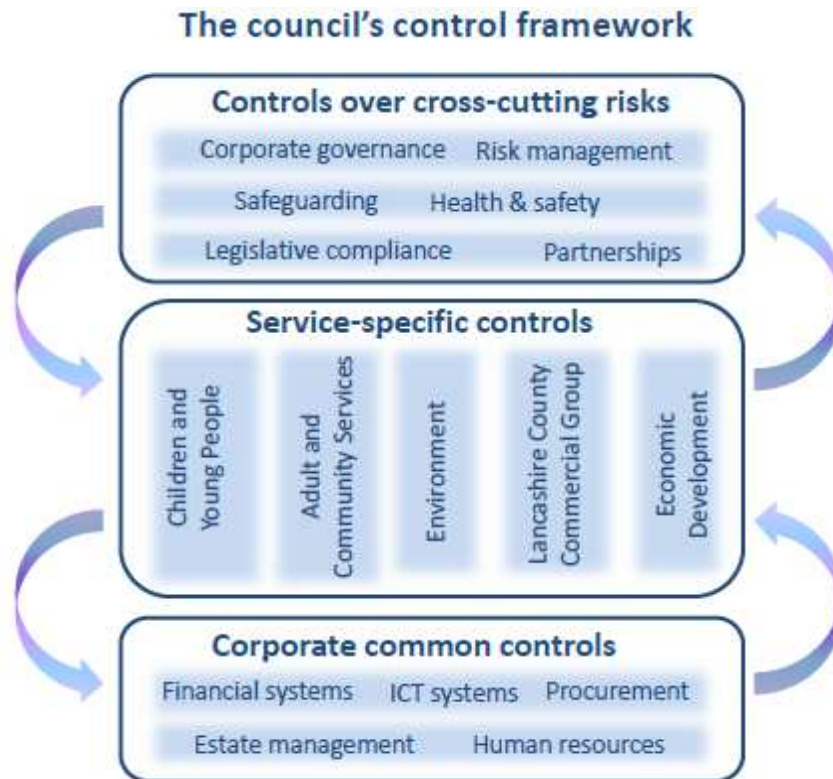 The council's control framework
Controls over cross-cutting risks
Corporate governance Risk management
Safeguarding Health & safety
Legislative compliance Partnerships
Service-specific controls
Children and
Young People
Adult and
Community Services
Environment
Lancashire County
Commercial Group
Economic
Development
Corporate common controls
Financial systems ICT systems Procurement
Estate management Human resources